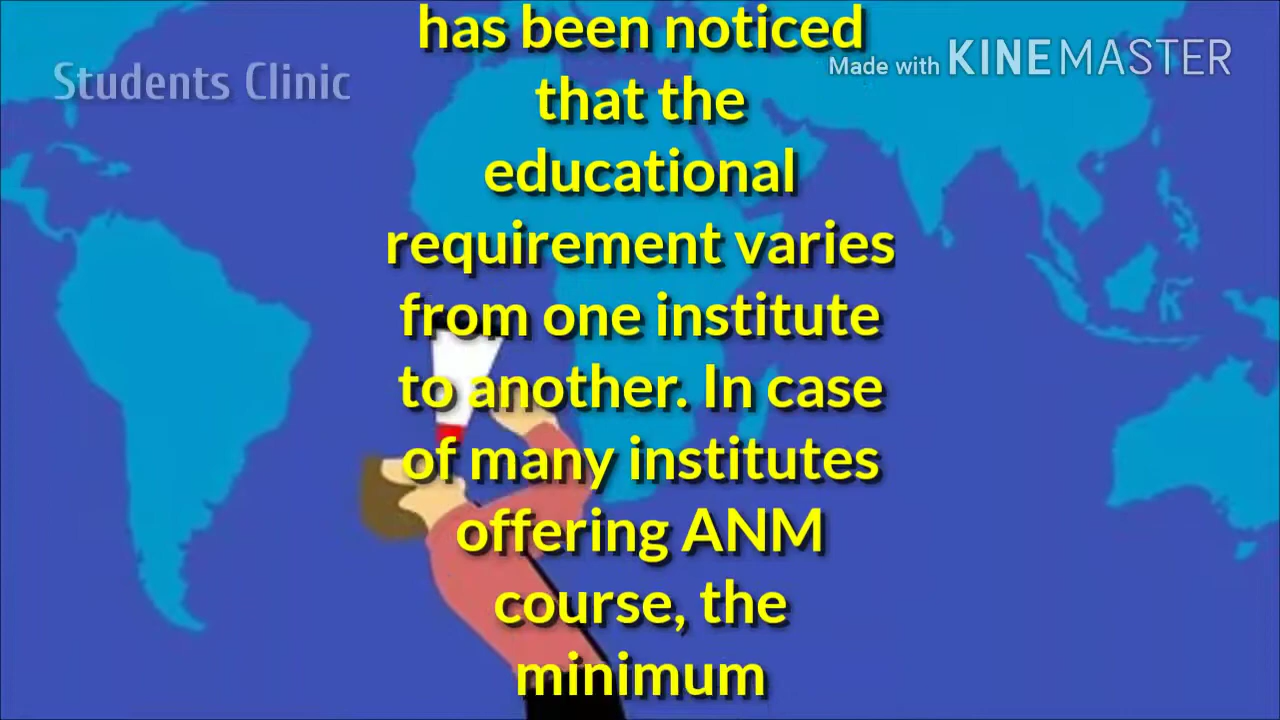 has been noticed
Students Clinic
Made with KINEMASTER
that the
educational
requirement varies
from one institute
to another. In case
of many institutes
offering ANM
course, the
minimum